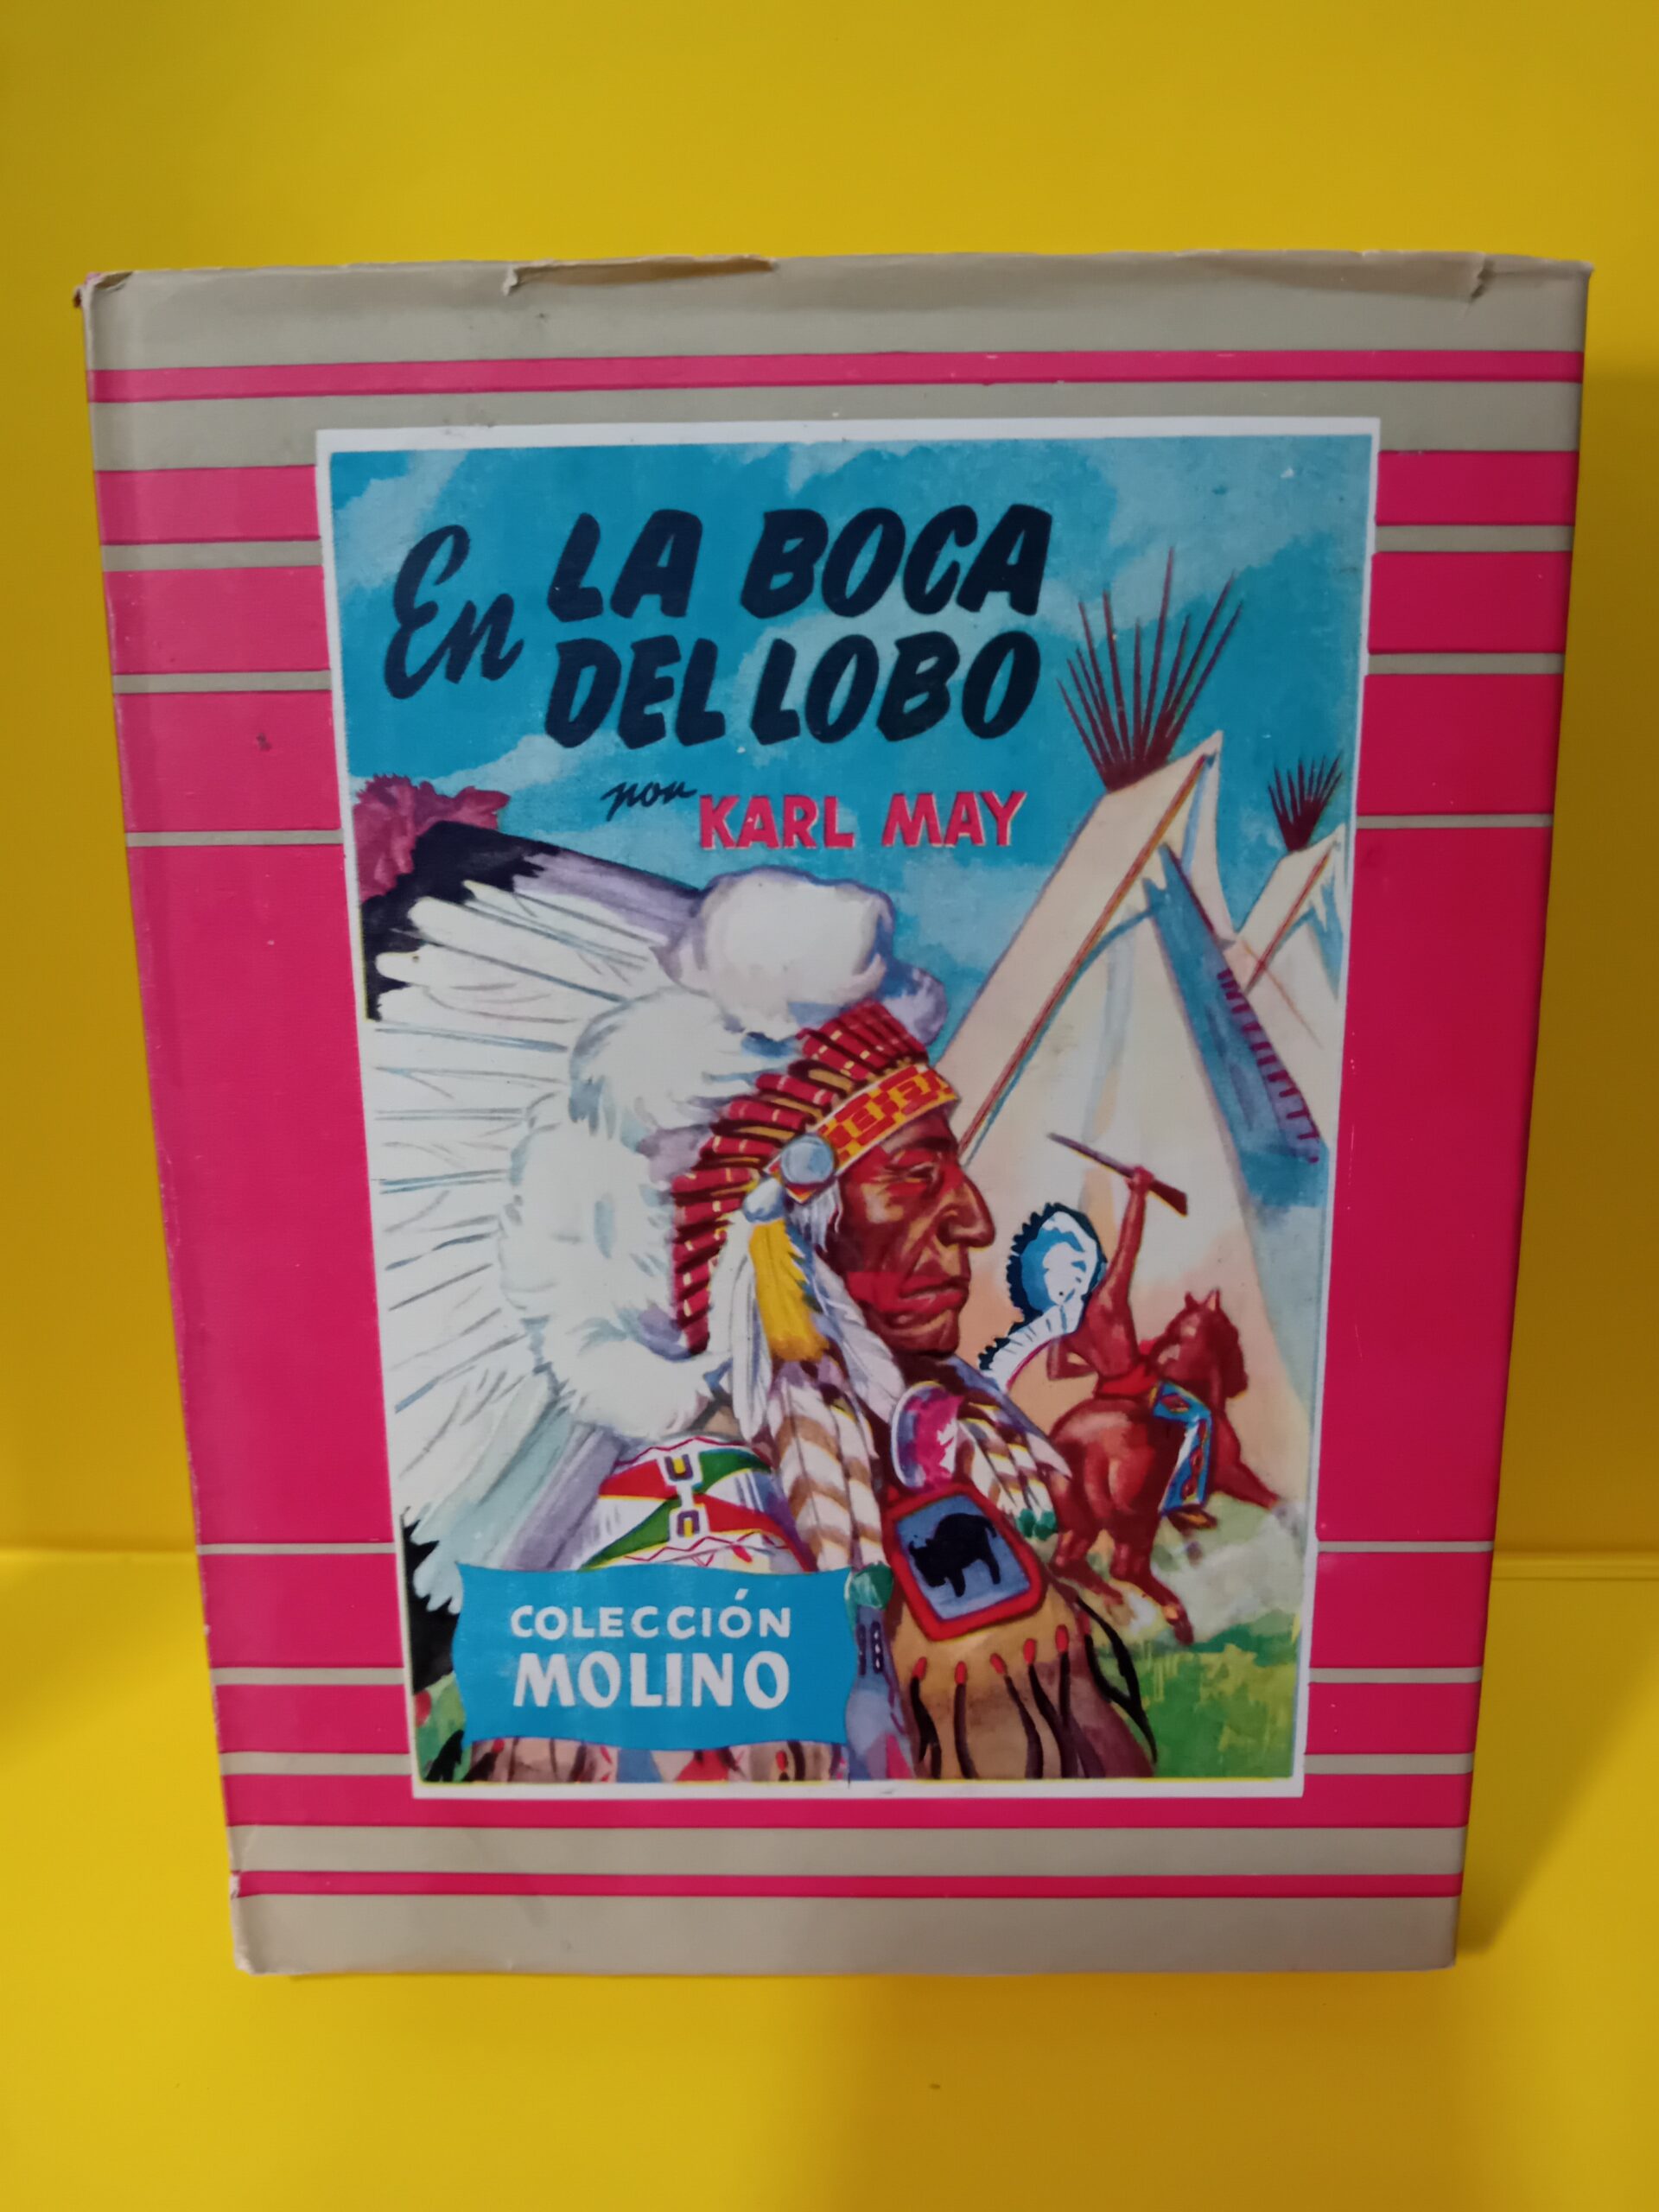 En LA BOCA
DEL LOBO
por KARL MAY
COLECCIÓN
MOLINO